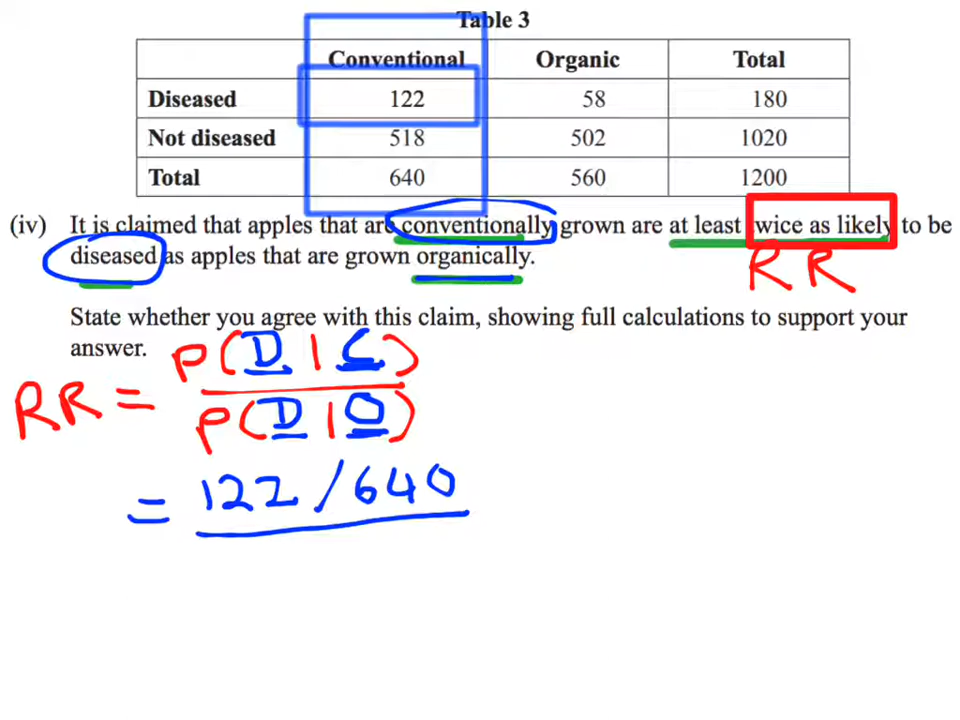 Table 3
Conventional Organic Total
Diseased 122 58 180
Not diseased 518 502 1020
Total 640 560 1200
(iv) It is claimed that apples that are conventionally grown are at least twice as likely to be
diseased as apples that are grown organically.
RR
State whether you agree with this claim, showing full calculations to support your
answer.
P(D|C)
RR =
P(D|O)
= 122/640